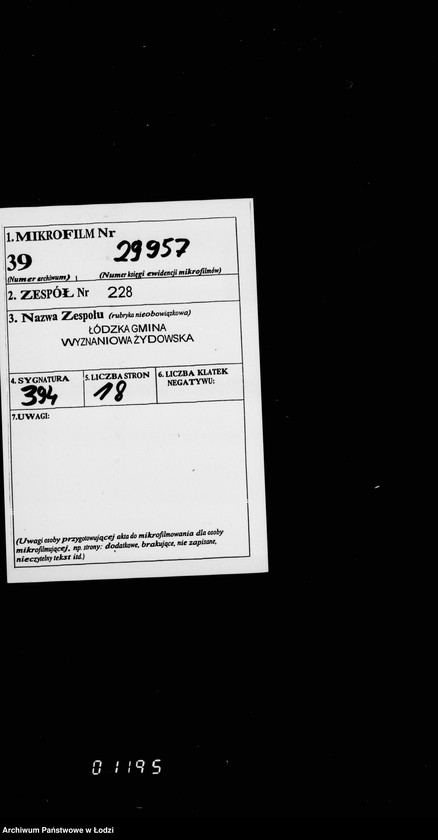 1. MIKROFILM Nr
29957
39
(Numer archiwum)
(Numer księgi ewidencji mikrofilmów)
2. ZESPÓŁ Nr 228
3. Nazwa Zespołu (rubryka nieobowiązkowa)
ŁÓDZKA GMINA
WYZNANIOWA ŻYDOWSKA
4. SYGNATURA
394
5. LICZBA STRON
18
6. LICZBA KLATEK
NEGATYWU:
7. UWAGI:
(Uwagi osoby przygotowującej akta do mikrofilmowania dla osoby
mikrofilmującej, np. strony: dodatkowe, brakujące, nie zapisane,
nieczytelny tekst itd.)
01195
Archiwum Państwowe w Łodzi